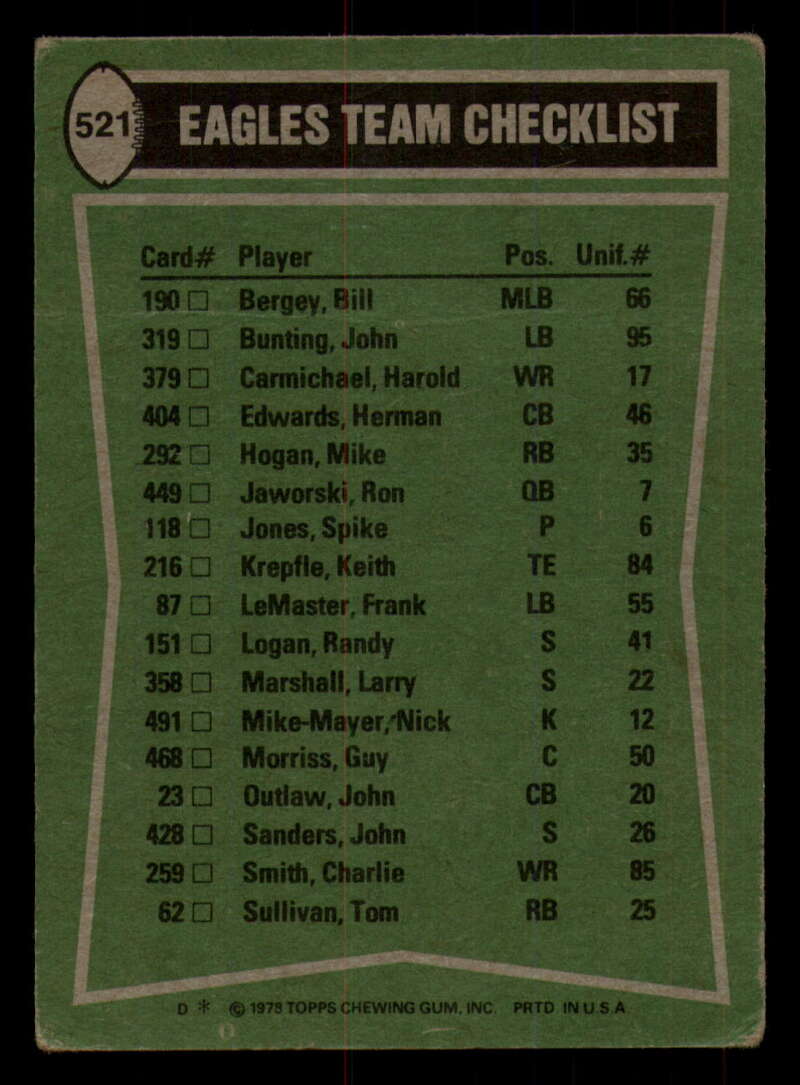 521 EAGLES TEAM CHECKLIST
Card# Player Pos. Unif.#
190 □ Bergey, Bill MLB 66
319 □ Bunting, John LB 95
379 □ Carmichael, Harold WR 17
404 □ Edwards, Herman CB 46
292 □ Hogan, Mike RB 35
449 □ Jaworski, Ron QB 7
118 □ Jones, Spike P 6
216 □ Krepfle, Keith TE 84
87 □ LeMaster, Frank LB 55
151 □ Logan, Randy S 41
358 □ Marshall, Larry S 22
491 □ Mike-Mayer, Nick K 12
468 □ Morriss, Guy C 50
23 □ Outlaw, John CB 20
428 □ Sanders, John S 26
259 □ Smith, Charlie WR 85
62 □ Sullivan, Tom RB 25
D * © 1978 TOPPS CHEWING GUM, INC. PRTD. IN U.S.A.